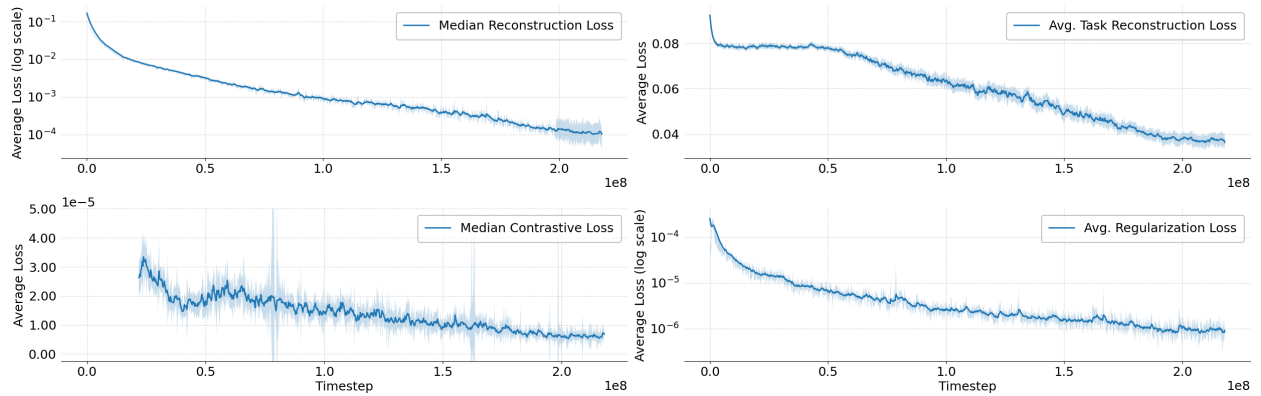 Average Loss (log scale)
10⁻¹
10⁻²
10⁻³
10⁻⁴
Median Reconstruction Loss
0.0 0.5 1.0 1.5 2.0
1e8
Average Loss
0.08
0.06
0.04
Avg. Task Reconstruction Loss
0.0 0.5 1.0 1.5 2.0
1e8
1e−5
Average Loss
5.00
4.00
3.00
2.00
1.00
0.00
Median Contrastive Loss
0.0 0.5 1.0 1.5 2.0
Timestep
1e8
Average Loss (log scale)
10⁻⁴
10⁻⁵
10⁻⁶
Avg. Regularization Loss
0.0 0.5 1.0 1.5 2.0
Timestep
1e8